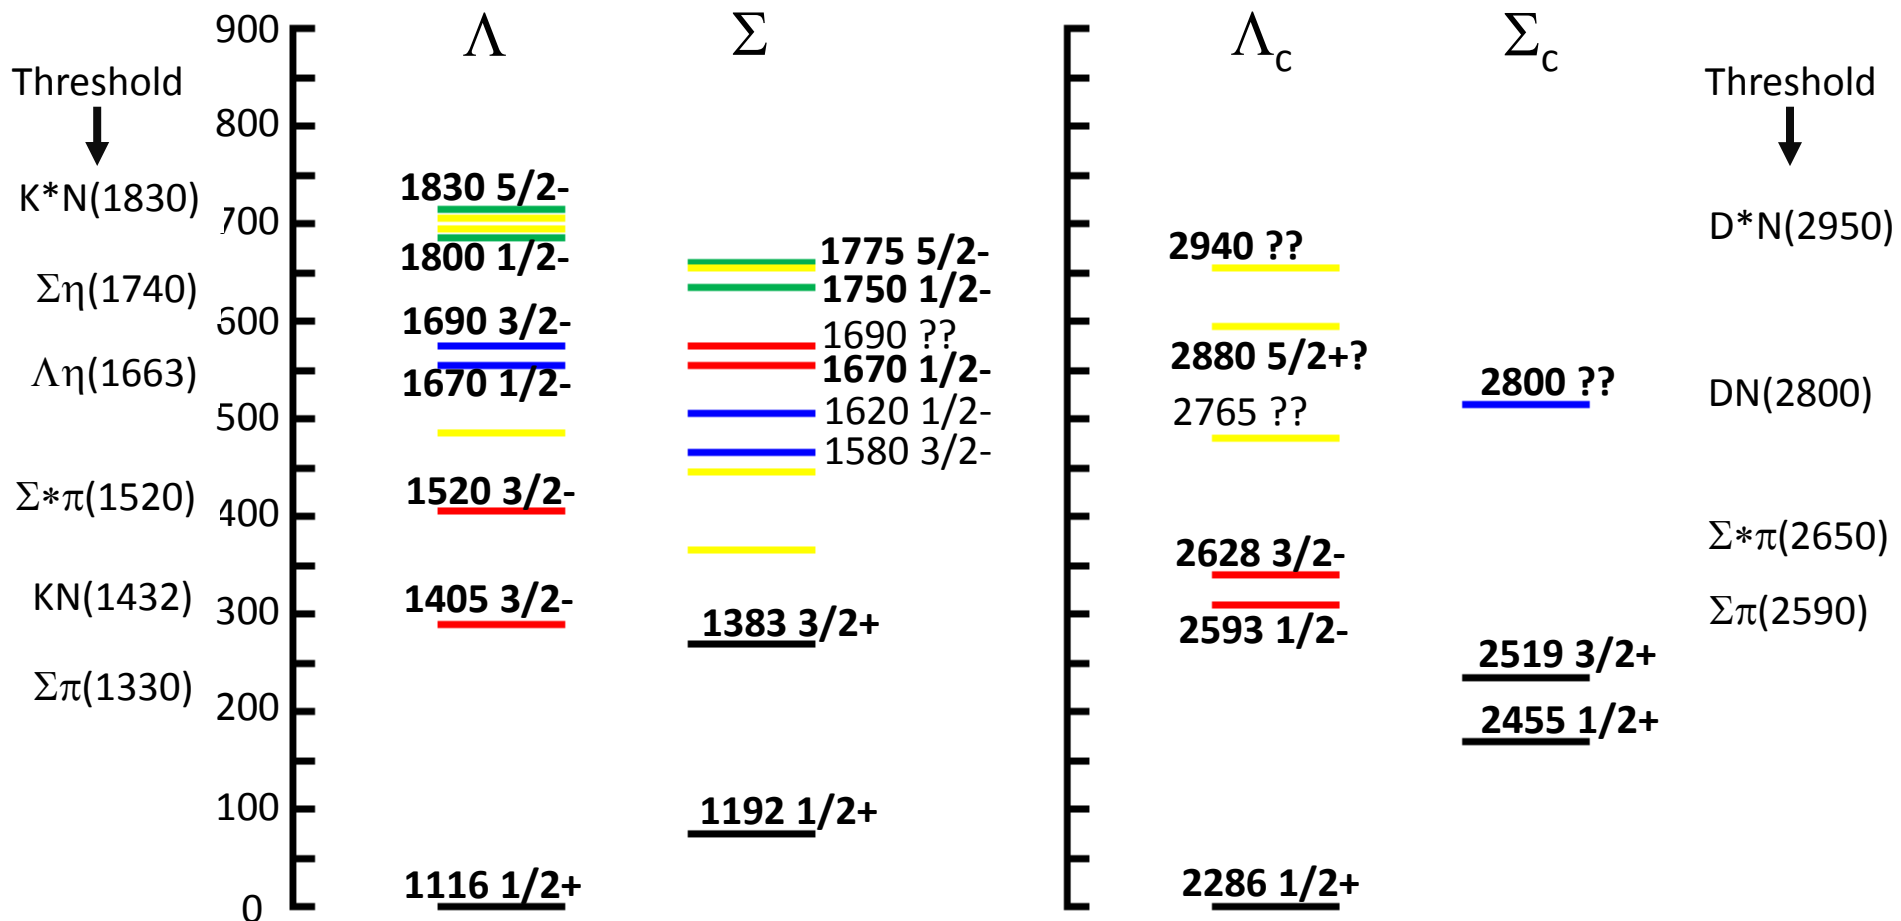 Λ Σ Λc Σc
Threshold
K*N(1830)
Ση(1740)
Λη(1663)
Σ*π(1520)
KN(1432)
Σπ(1330)
900
800
700
600
500
400
300
200
100
0
1830 5/2-
1800 1/2-
1690 3/2-
1670 1/2-
1520 3/2-
1405 3/2-
1116 1/2+
1775 5/2-
1750 1/2-
1690 ??
1670 1/2-
1620 1/2-
1580 3/2-
1383 3/2+
1192 1/2+
2940 ??
2880 5/2+?
2765 ??
2628 3/2-
2593 1/2-
2286 1/2+
2800 ??
2519 3/2+
2455 1/2+
Threshold
D*N(2950)
DN(2800)
Σ*π(2650)
Σπ(2590)